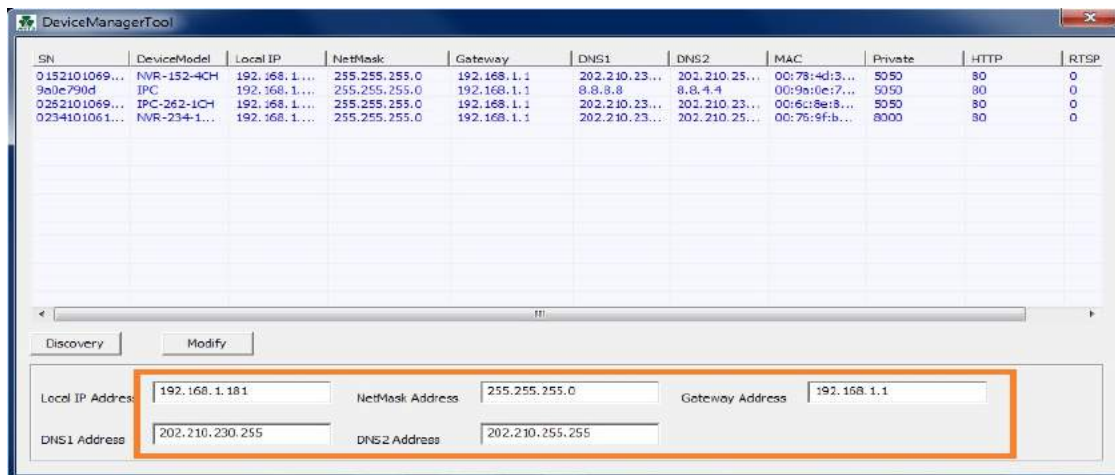 DeviceManagerTool
SN DeviceModel Local IP NetMask Gateway DNS1 DNS2 MAC Private HTTP RTSP
0152101069... NVR-152-4CH 192.168.1.... 255.255.255.0 192.168.1.1 202.210.23... 202.210.25... 00:78:4d:3... 5050 80 0
9a0e790d IPC 192.168.1.... 255.255.255.0 192.168.1.1 8.8.8.8 8.8.4.4 00:9a:0e:7... 5050 80 0
0262101069... IPC-262-1CH 192.168.1.... 255.255.255.0 192.168.1.1 202.210.23... 202.210.25... 00:6c:8e:8... 5050 80 0
0234101061... NVR-234-1... 192.168.1.... 255.255.255.0 192.168.1.1 202.210.23... 202.210.25... 00:76:9f:b... 8000 80 0
Discovery Modify
Local IP Addres 192.168.1.181 NetMask Address 255.255.255.0 Gateway Address 192.168.1.1
DNS1 Address 202.210.230.255 DNS2 Address 202.210.255.255